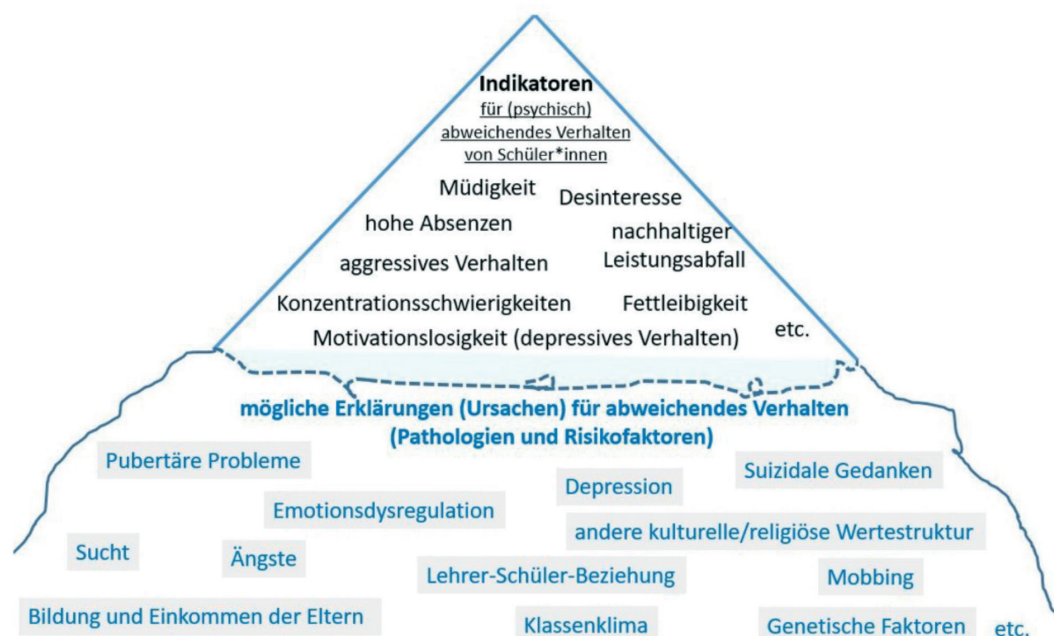 Indikatoren
für (psychisch)
abweichendes Verhalten
von Schüler*innen
Müdigkeit
Desinteresse
hohe Absenzen
nachhaltiger
Leistungsabfall
aggressives Verhalten
Konzentrationsschwierigkeiten
Fettleibigkeit
Motivationslosigkeit (depressives Verhalten)
etc.
mögliche Erklärungen (Ursachen) für abweichendes Verhalten
(Pathologien und Risikofaktoren)
Pubertäre Probleme
Suizidale Gedanken
Depression
Emotionsdysregulation
andere kulturelle/religiöse Wertestruktur
Sucht
Ängste
Lehrer-Schüler-Beziehung
Mobbing
Bildung und Einkommen der Eltern
Klassenklima
Genetische Faktoren
etc.